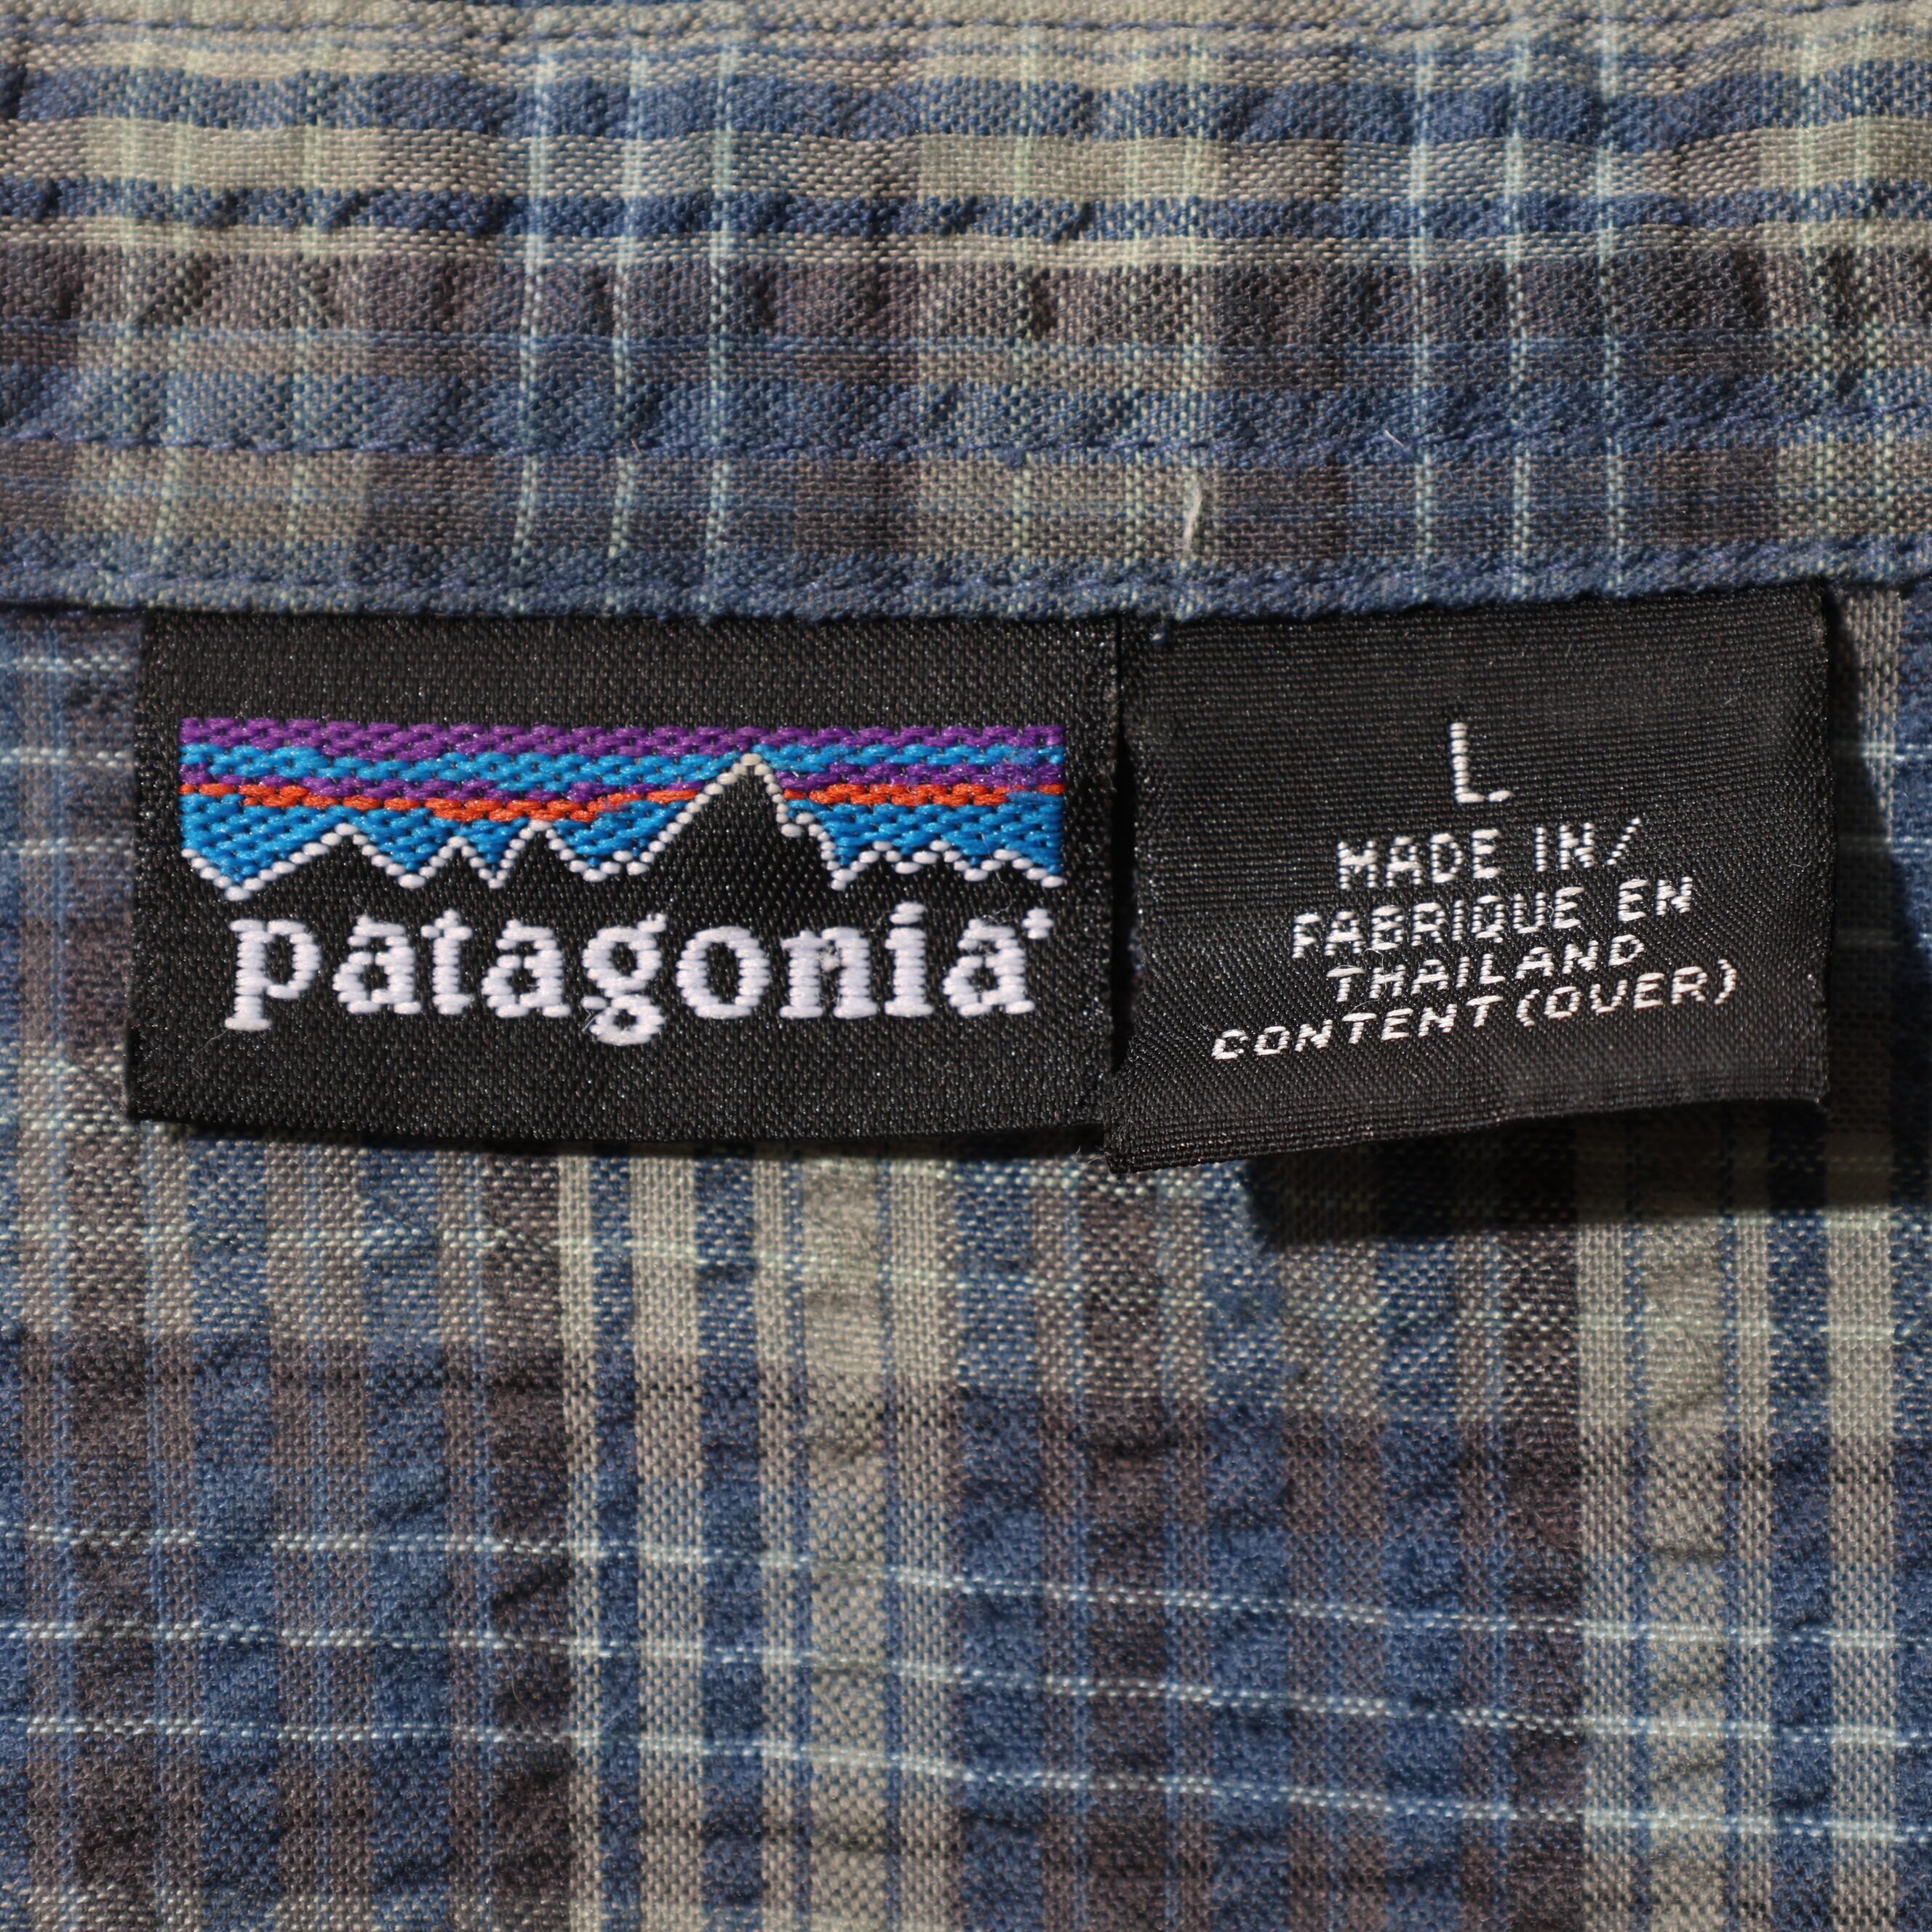 patagonia
L
MADE IN/
FABRIQUE EN
THAILAND
CONTENT (OVER)